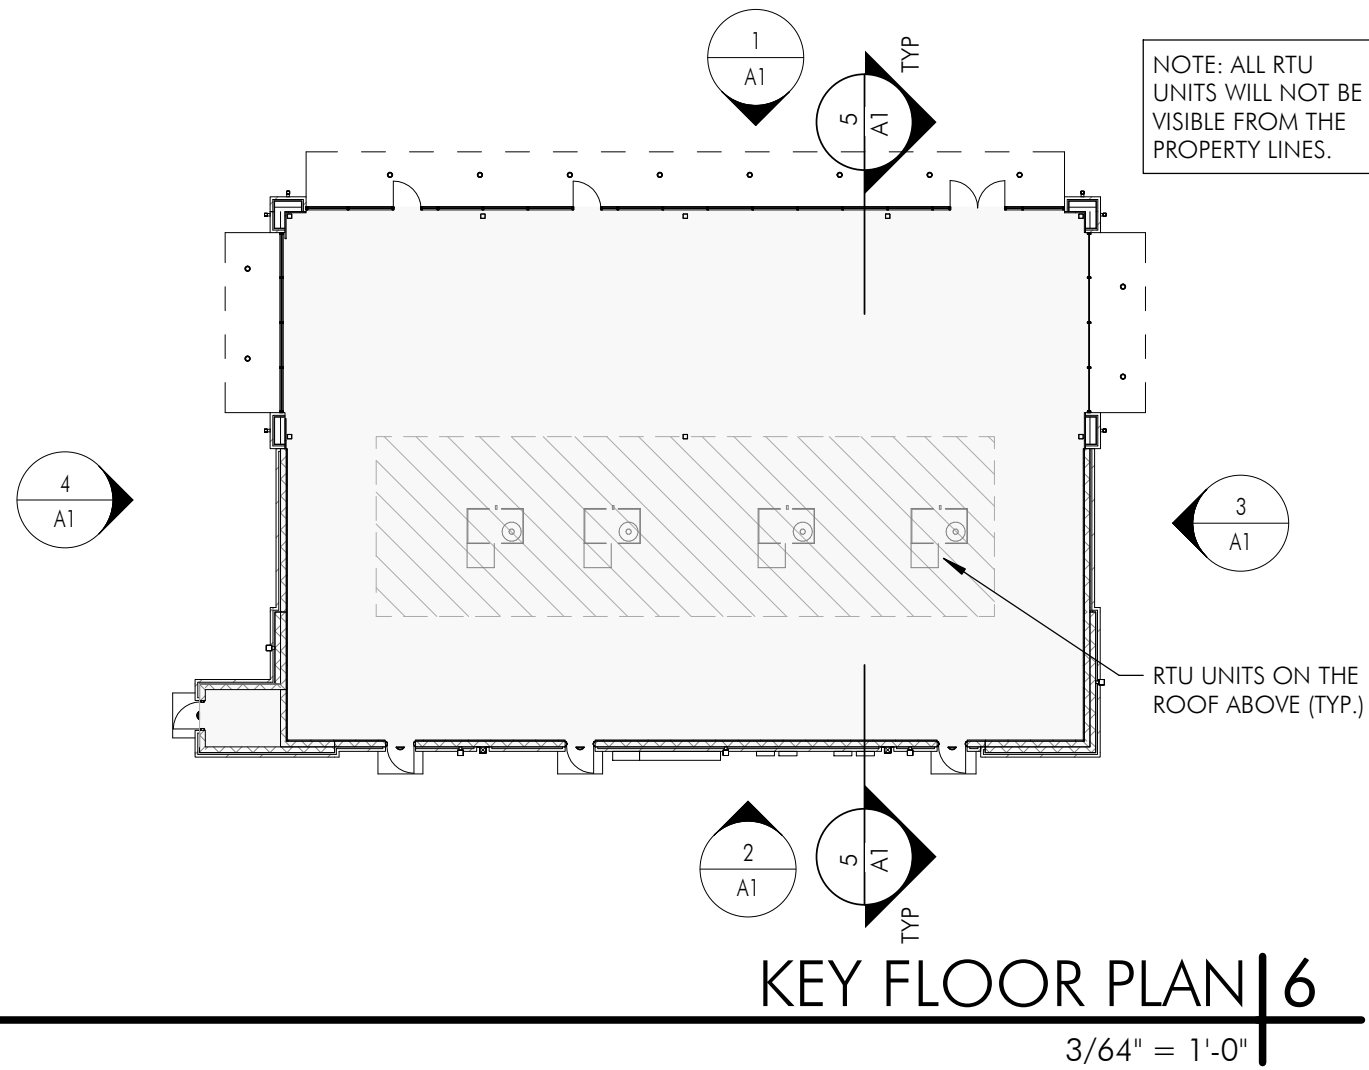 1
A1
TYP
5
A1
NOTE: ALL RTU
UNITS WILL NOT BE
VISIBLE FROM THE
PROPERTY LINES.
4
A1
3
A1
RTU UNITS ON THE
ROOF ABOVE (TYP.)
2
A1
5
A1
TYP
KEY FLOOR PLAN 6
3/64" = 1'-0"